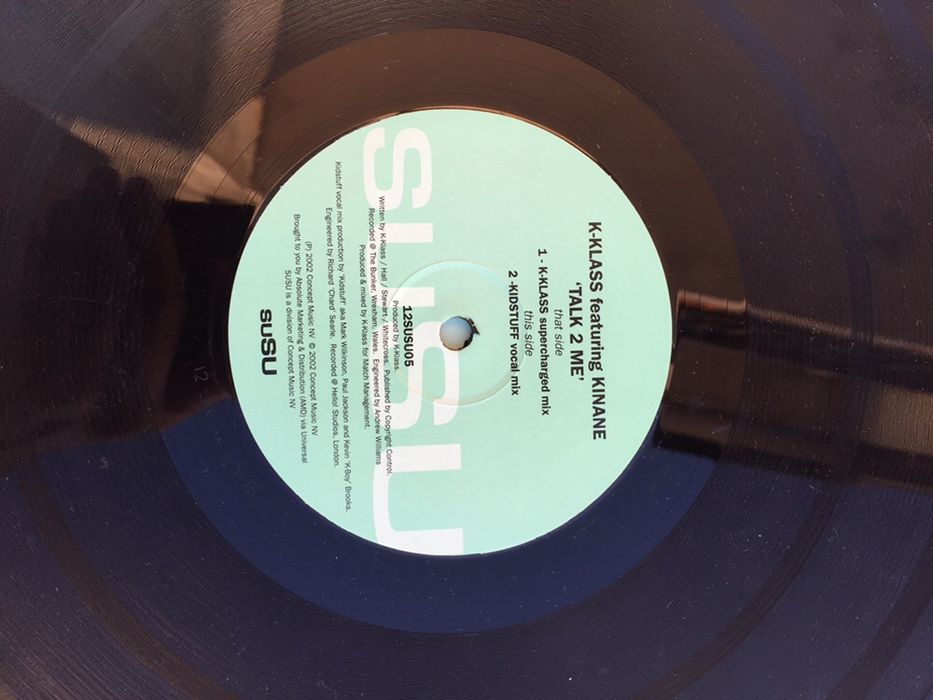 K-KLASS featuring KINANE
'TALK 2 ME'
that side
1 - K-KLASS supercharged mix
this side
2 -KIDSTUFF vocal mix
SUSU
12SUSU05
Produced by K-Klass.
Written by K-Klass / Hall / Stewart / Whitecross. Published by Copyright Control.
Recorded @ The Bunker, Wrexham, Wales. Engineered by Andrew Williams
Produced & mixed by K-Klass for Match Management.
Kidstuff vocal mix production by 'Kidstuff' aka Mark Wilkinson, Paul Jackson and Kevin 'K-Boy' Brooks.
Engineered by Richard 'Chard' Searle. Recorded @ Hello! Studios, London.
(P) 2002 Concept Music NV © 2002 Concept Music NV
Brought to you by Absolute Marketing & Distribution (AMD) via Universal
SUSU is a division of Concept Music NV
suSU